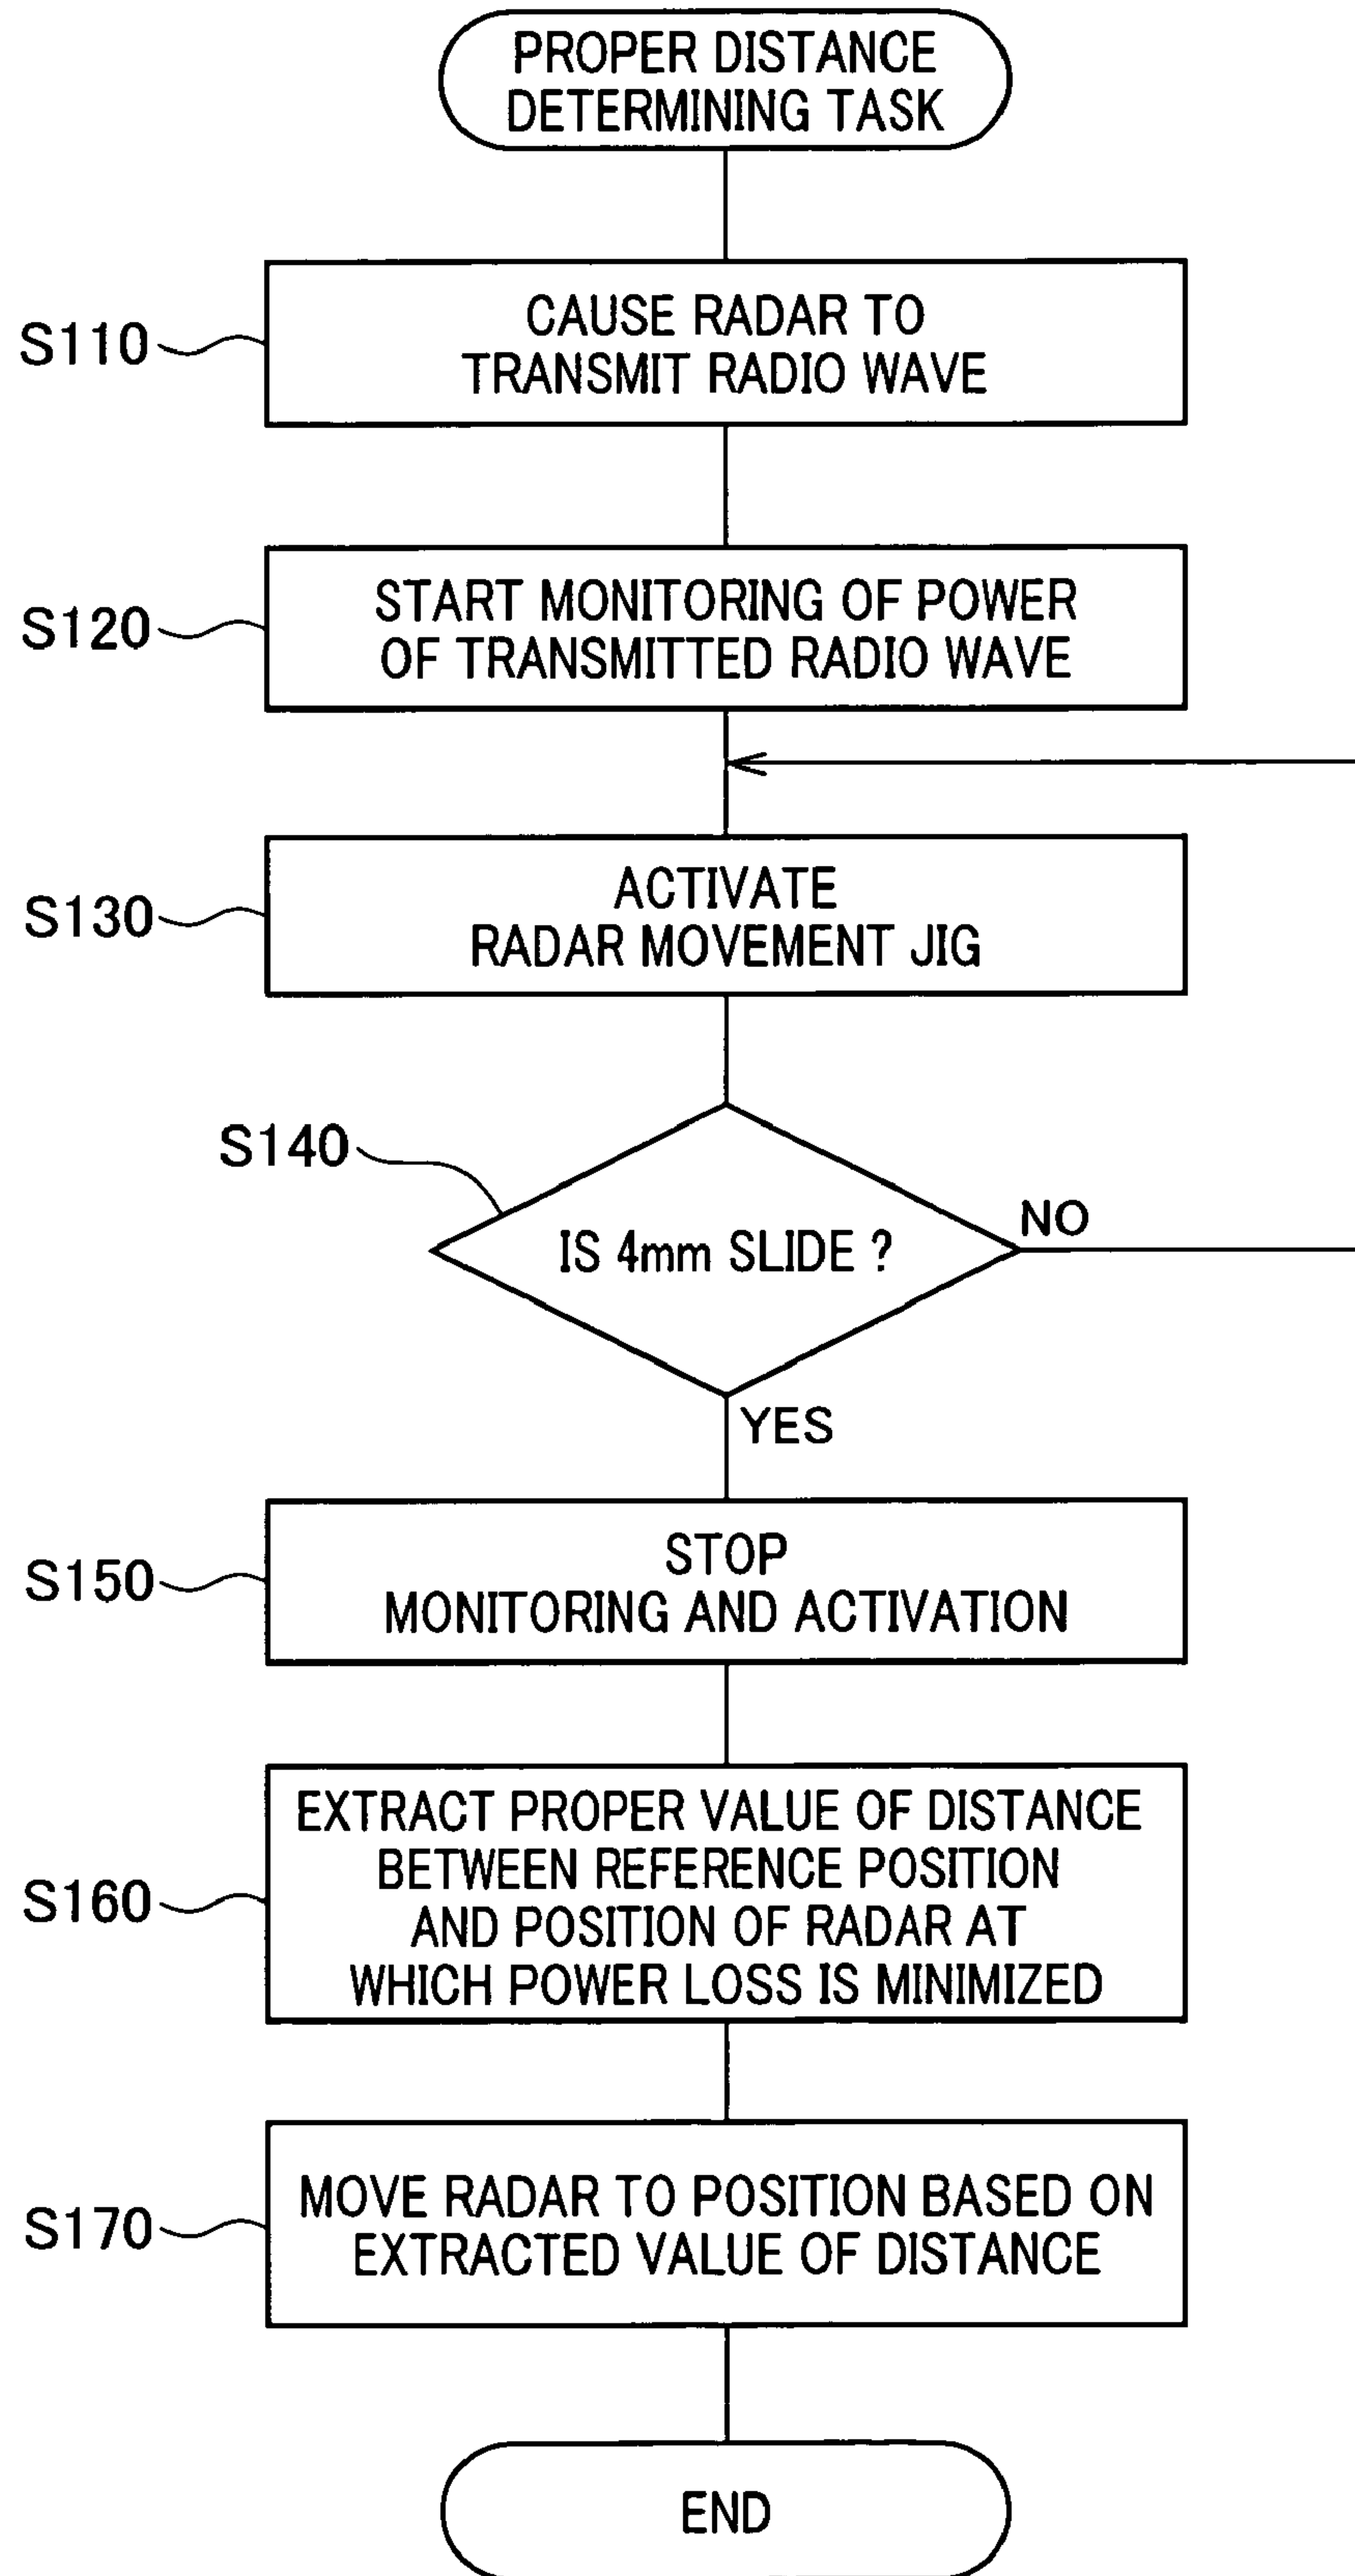 PROPER DISTANCE
DETERMINING TASK
S110
CAUSE RADAR TO
TRANSMIT RADIO WAVE
S120
START MONITORING OF POWER
OF TRANSMITTED RADIO WAVE
S130
ACTIVATE
RADAR MOVEMENT JIG
S140
IS 4mm SLIDE ?
NO
YES
S150
STOP
MONITORING AND ACTIVATION
S160
EXTRACT PROPER VALUE OF DISTANCE
BETWEEN REFERENCE POSITION
AND POSITION OF RADAR AT
WHICH POWER LOSS IS MINIMIZED
S170
MOVE RADAR TO POSITION BASED ON
EXTRACTED VALUE OF DISTANCE
END